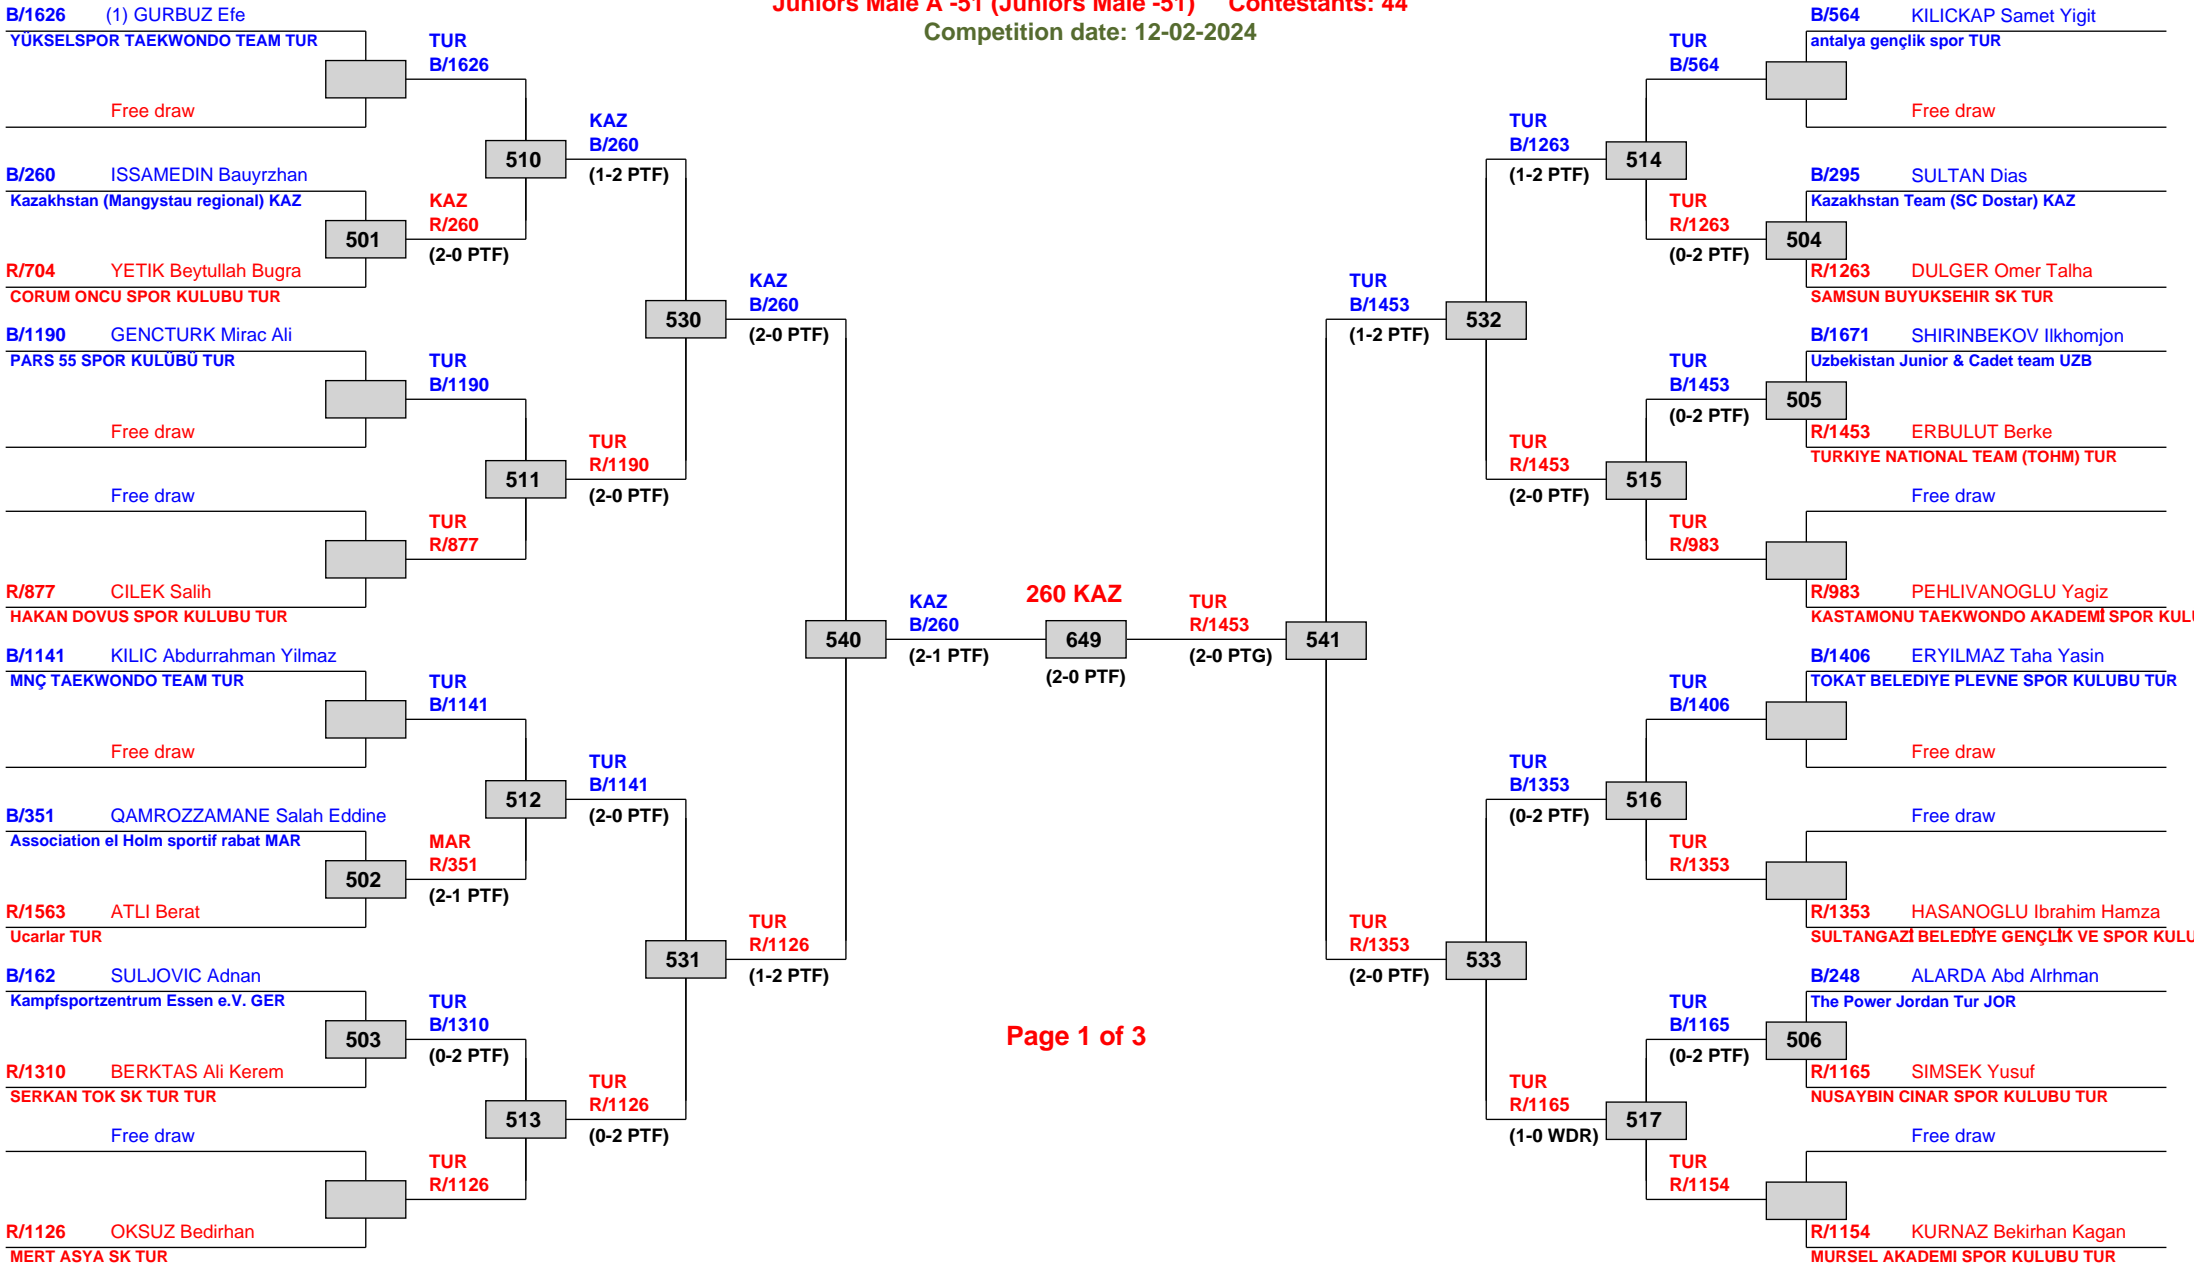 Juniors Male A -51 (Juniors Male -51) Contestants: 44
Competition date: 12-02-2024
B/1626 (1) GURBUZ Efe
YÜKSELSPOR TAEKWONDO TEAM TUR
Free draw
B/260 ISSAMEDIN Bauyrzhan
Kazakhstan (Mangystau regional) KAZ
501
R/704 YETIK Beytullah Bugra
CORUM ONCU SPOR KULUBU TUR
B/1190 GENCTURK Mirac Ali
PARS 55 SPOR KULÜBÜ TUR
Free draw
Free draw
R/877 CILEK Salih
HAKAN DOVUS SPOR KULUBU TUR
B/1141 KILIC Abdurrahman Yilmaz
MNÇ TAEKWONDO TEAM TUR
Free draw
B/351 QAMROZZAMANE Salah Eddine
Association el Holm sportif rabat MAR
502
R/1563 ATLI Berat
Ucarlar TUR
B/162 SULJOVIC Adnan
Kampfsportzentrum Essen e.V. GER
503
R/1310 BERKTAS Ali Kerem
SERKAN TOK SK TUR TUR
Free draw
R/1126 OKSUZ Bedirhan
MERT ASYA SK TUR
TUR
B/1626
510
KAZ
R/260
(2-0 PTF)
TUR
B/1190
511
TUR
R/877
TUR
B/1141
512
MAR
R/351
(2-1 PTF)
TUR
B/1310
(0-2 PTF)
513
TUR
R/1126
KAZ
B/260
(1-2 PTF)
530
TUR
R/1190
(2-0 PTF)
TUR
B/1141
(2-0 PTF)
531
TUR
R/1126
(0-2 PTF)
KAZ
B/260
(2-0 PTF)
540
TUR
R/1126
(1-2 PTF)
KAZ
B/260
(2-1 PTF)
260 KAZ
649
(2-0 PTF)
Page 1 of 3
TUR
R/1453
(2-0 PTG)
541
TUR
B/1453
(1-2 PTF)
532
TUR
R/1353
(2-0 PTF)
533
TUR
B/1263
(1-2 PTF)
514
TUR
R/1453
(2-0 PTF)
515
TUR
B/1353
(0-2 PTF)
516
TUR
R/1165
(1-0 WDR)
517
TUR
B/564
TUR
R/1263
(0-2 PTF)
TUR
B/1453
(0-2 PTF)
TUR
R/983
TUR
B/1406
TUR
R/1353
TUR
B/1165
(0-2 PTF)
TUR
R/1154
B/564 KILICKAP Samet Yigit
antalya gençlik spor TUR
Free draw
B/295 SULTAN Dias
Kazakhstan Team (SC Dostar) KAZ
504
R/1263 DULGER Omer Talha
SAMSUN BUYUKSEHIR SK TUR
B/1671 SHIRINBEKOV Ilkhomjon
Uzbekistan Junior & Cadet team UZB
505
R/1453 ERBULUT Berke
TURKIYE NATIONAL TEAM (TOHM) TUR
Free draw
R/983 PEHLIVANOGLU Yagiz
KASTAMONU TAEKWONDO AKADEMİ SPOR KULU
B/1406 ERYILMAZ Taha Yasin
TOKAT BELEDIYE PLEVNE SPOR KULUBU TUR
Free draw
Free draw
R/1353 HASANOGLU Ibrahim Hamza
SULTANGAZİ BELEDİYE GENÇLİK VE SPOR KULU
B/248 ALARDA Abd Alrhman
The Power Jordan Tur JOR
506
R/1165 SIMSEK Yusuf
NUSAYBIN CINAR SPOR KULUBU TUR
Free draw
R/1154 KURNAZ Bekirhan Kagan
MURSEL AKADEMI SPOR KULUBU TUR